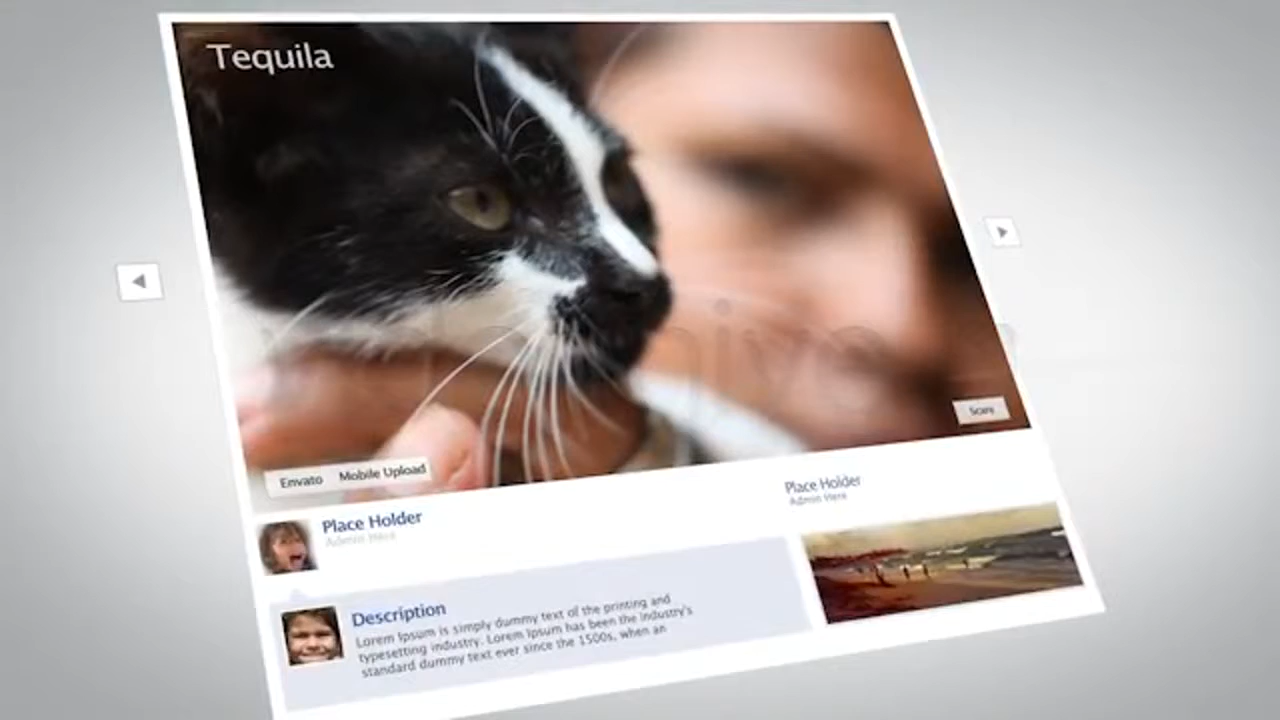 Tequila
Scare
Envato Mobile Upload
Place Holder
Admin Here
Place Holder
Admin Here
Description
Lorem Ipsum is simply dummy text of the printing and
typesetting industry. Lorem Ipsum has been the industry's
standard dummy text ever since the 1500s, when an